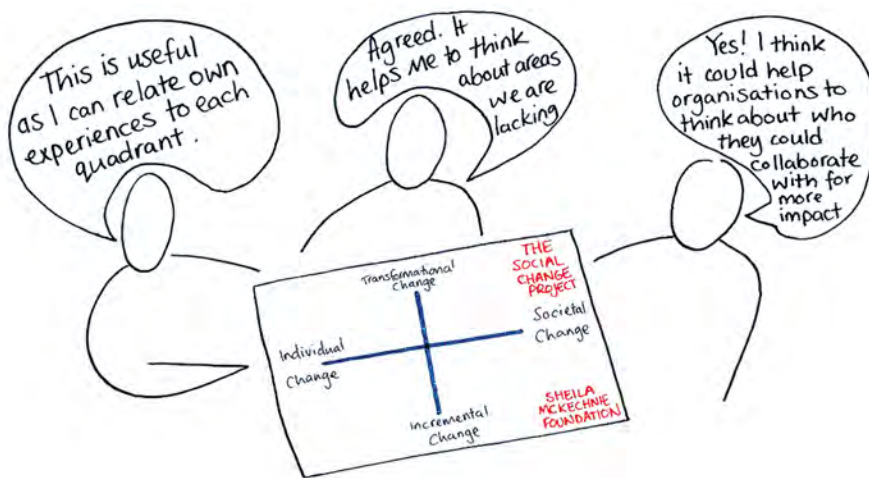 This is useful
as I can relate own
experiences to each
quadrant.
Agreed. It
helps me to think
about areas
we are
lacking
Yes! I think
it could help
organisations to
think about who
they could
collaborate
with for
more
impact
THE
SOCIAL
CHANGE
PROJECT
Transformational
Change
Societal
Change
Individual
Change
Incremental
Change
SHEILA
MCKECHNIE
FOUNDATION